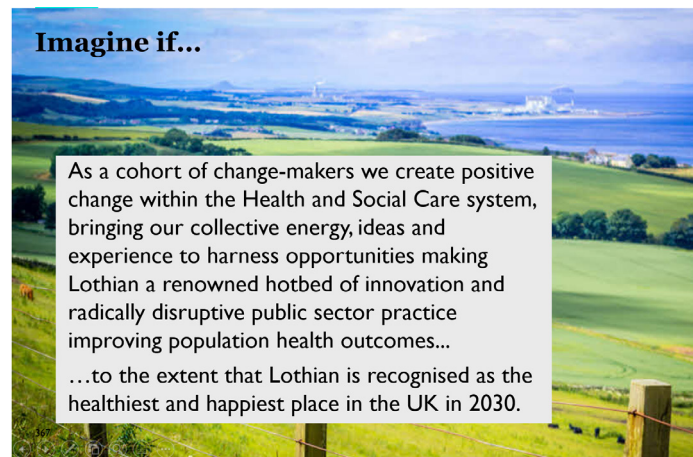 Imagine if...
As a cohort of change-makers we create positive
change within the Health and Social Care system,
bringing our collective energy, ideas and
experience to harness opportunities making
Lothian a renowned hotbed of innovation and
radically disruptive public sector practice
improving population health outcomes...
…to the extent that Lothian is recognised as the
healthiest and happiest place in the UK in 2030.
367